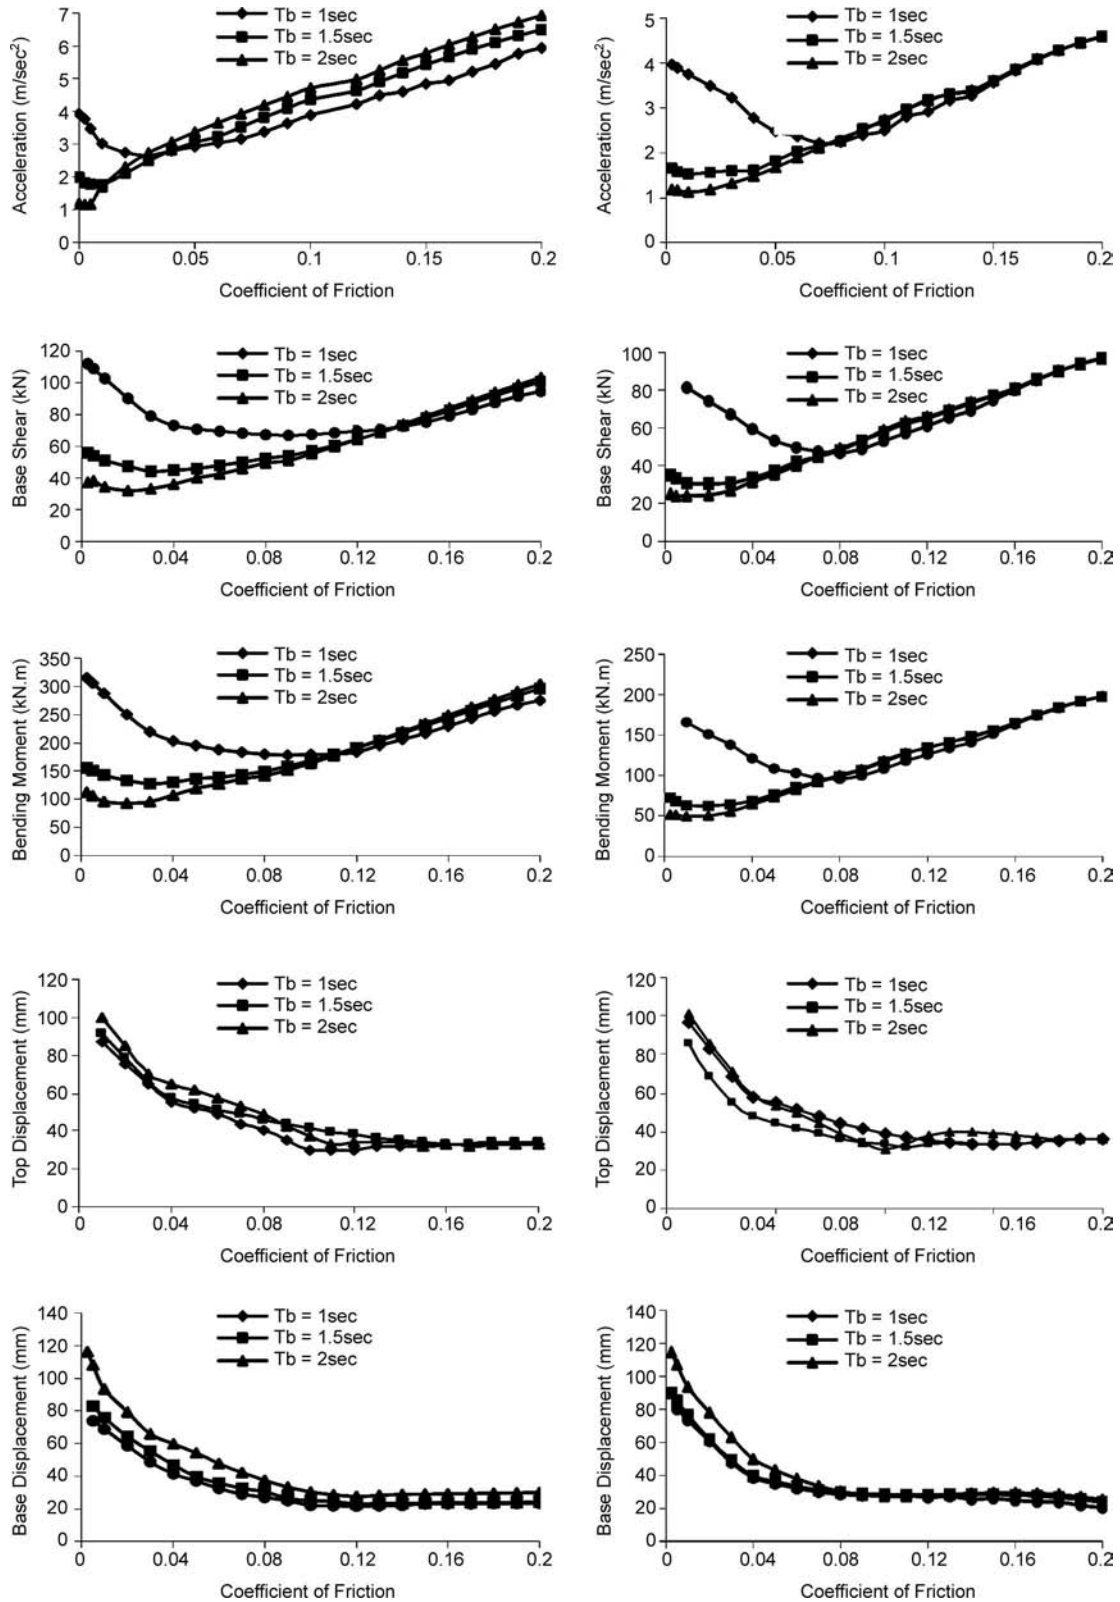 Acceleration (m/sec²)
7
6
5
4
3
2
1
0
Tb = 1sec
Tb = 1.5sec
Tb = 2sec
0 0.05 0.1 0.15 0.2
Coefficient of Friction
Acceleration (m/sec²)
5
4
3
2
1
0
Tb = 1sec
Tb = 1.5sec
Tb = 2sec
0 0.05 0.1 0.15 0.2
Coefficient of Friction
Base Shear (kN)
120
100
80
60
40
20
0
Tb = 1sec
Tb = 1.5sec
Tb = 2sec
0 0.04 0.08 0.12 0.16 0.2
Coefficient of Friction
Base Shear (kN)
100
80
60
40
20
0
Tb = 1sec
Tb = 1.5sec
Tb = 2sec
0 0.04 0.08 0.12 0.16 0.2
Coefficient of Friction
Bending Moment (kN.m)
350
300
250
200
150
100
50
0
Tb = 1sec
Tb = 1.5sec
Tb = 2sec
0 0.04 0.08 0.12 0.16 0.2
Coefficient of Friction
Bending Moment (kN.m)
250
200
150
100
50
0
Tb = 1sec
Tb = 1.5sec
Tb = 2sec
0 0.04 0.08 0.12 0.16 0.2
Coefficient of Friction
Top Displacement (mm)
120
100
80
60
40
20
0
Tb = 1sec
Tb = 1.5sec
Tb = 2sec
0 0.04 0.08 0.12 0.16 0.2
Coefficient of Friction
Top Displacement (mm)
120
100
80
60
40
20
0
Tb = 1sec
Tb = 1.5sec
Tb = 2sec
0 0.04 0.08 0.12 0.16 0.2
Coefficient of Friction
Base Displacement (mm)
140
120
100
80
60
40
20
0
Tb = 1sec
Tb = 1.5sec
Tb = 2sec
0 0.04 0.08 0.12 0.16 0.2
Coefficient of Friction
Base Displacement (mm)
140
120
100
80
60
40
20
0
Tb = 1sec
Tb = 1.5sec
Tb = 2sec
0 0.04 0.08 0.12 0.16 0.2
Coefficient of Friction